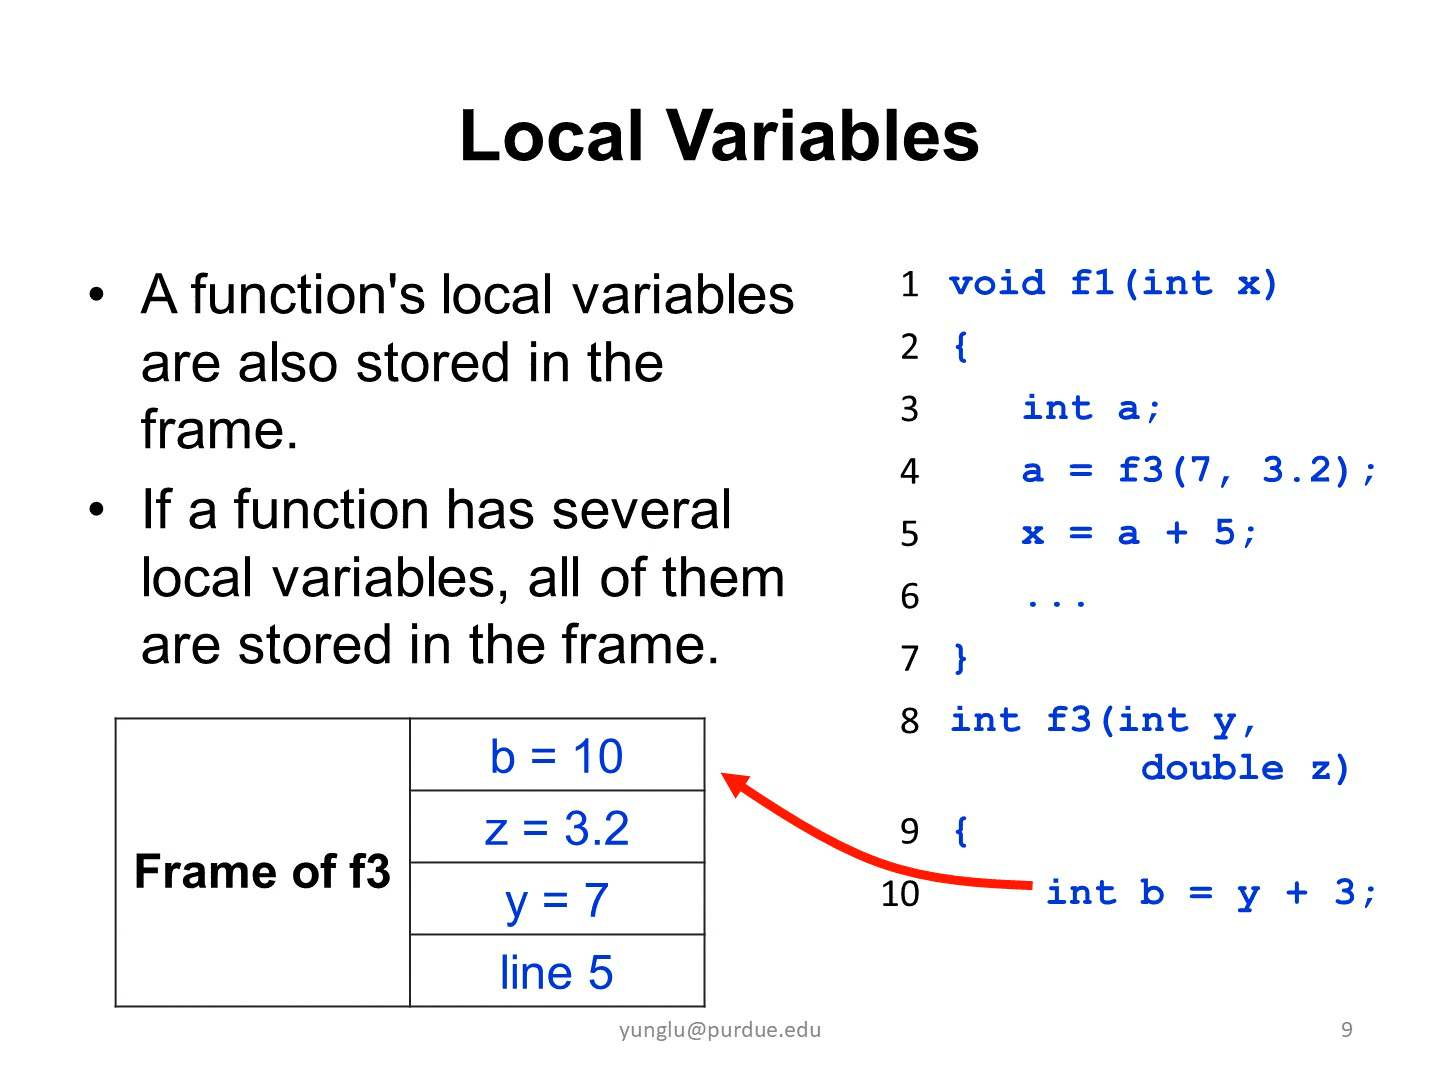 Local Variables
• A function's local variables
are also stored in the
frame.
• If a function has several
local variables, all of them
are stored in the frame.
Frame of f3
b = 10
z = 3.2
y = 7
line 5
1 void f1(int x)
2 {
3 int a;
4 a = f3(7, 3.2);
5 x = a + 5;
6 ...
7 }
8 int f3(int y,
double z)
9 {
10 int b = y + 3;
yunglu@purdue.edu
9